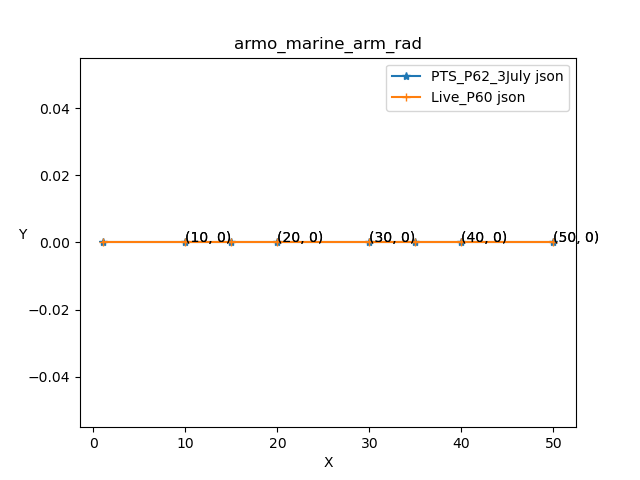 armo_marine_arm_rad
PTS_P62_3July json
Live_P60 json
0.04
0.02
0.00
−0.02
−0.04
Y
(10, 0) (20, 0) (30, 0) (40, 0) (50, 0)
0 10 20 30 40 50
X